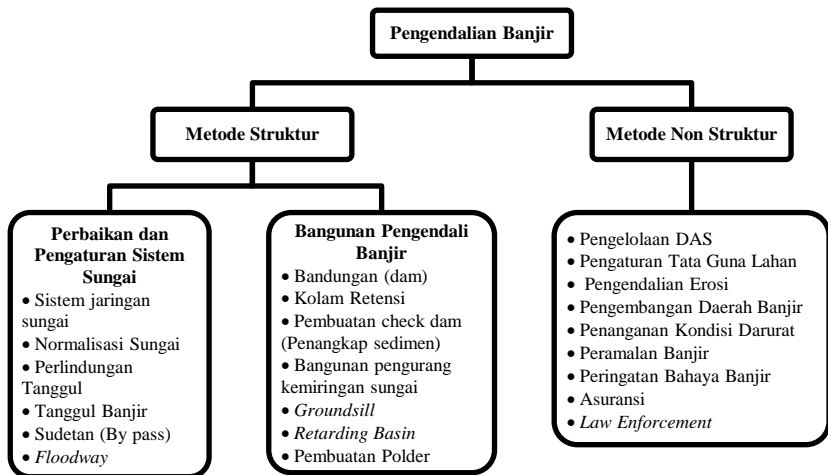 Pengendalian Banjir
Metode Struktur
Metode Non Struktur
Perbaikan dan
Pengaturan Sistem
Sungai
• Sistem jaringan
sungai
• Normalisasi Sungai
• Perlindungan
Tanggul
• Tanggul Banjir
• Sudetan (By pass)
• Floodway
Bangunan Pengendali
Banjir
• Bandungan (dam)
• Kolam Retensi
• Pembuatan check dam
(Penangkap sedimen)
• Bangunan pengurang
kemiringan sungai
• Groundsill
• Retarding Basin
• Pembuatan Polder
• Pengelolaan DAS
• Pengaturan Tata Guna Lahan
• Pengendalian Erosi
• Pengembangan Daerah Banjir
• Penanganan Kondisi Darurat
• Peramalan Banjir
• Peringatan Bahaya Banjir
• Asuransi
• Law Enforcement